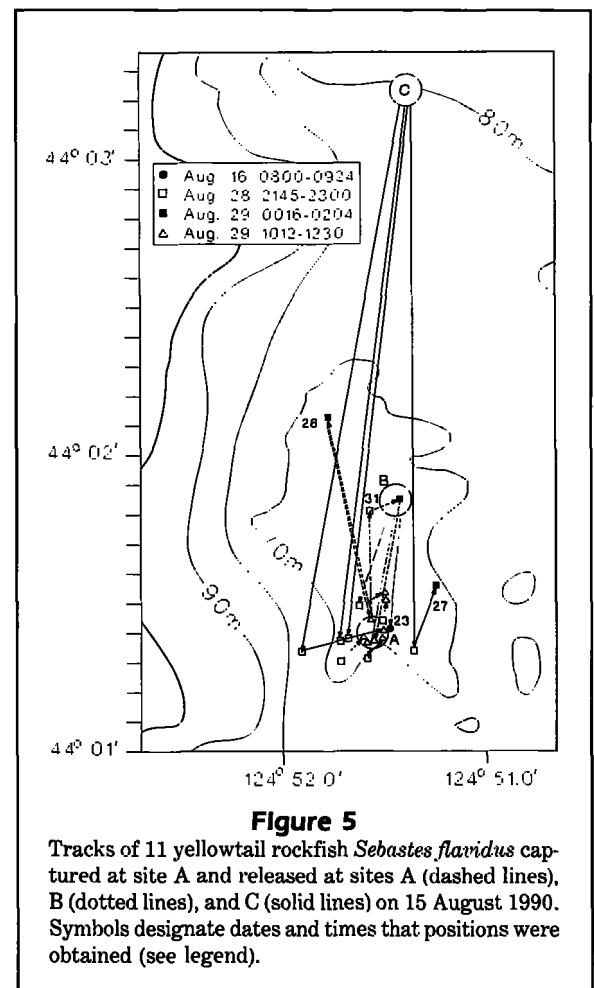 C
80m
44° 03'
Aug 16 0800-0924
Aug 28 2145-2300
Aug. 29 0016-0204
Aug. 29 1012-1230
28
44° 02'
B
31
90m
27
23
A
44° 01'
124° 52 0' 124° 51.0'
Figure 5
Tracks of 11 yellowtail rockfish Sebastes flavidus cap-
tured at site A and released at sites A (dashed lines),
B (dotted lines), and C (solid lines) on 15 August 1990.
Symbols designate dates and times that positions were
obtained (see legend).